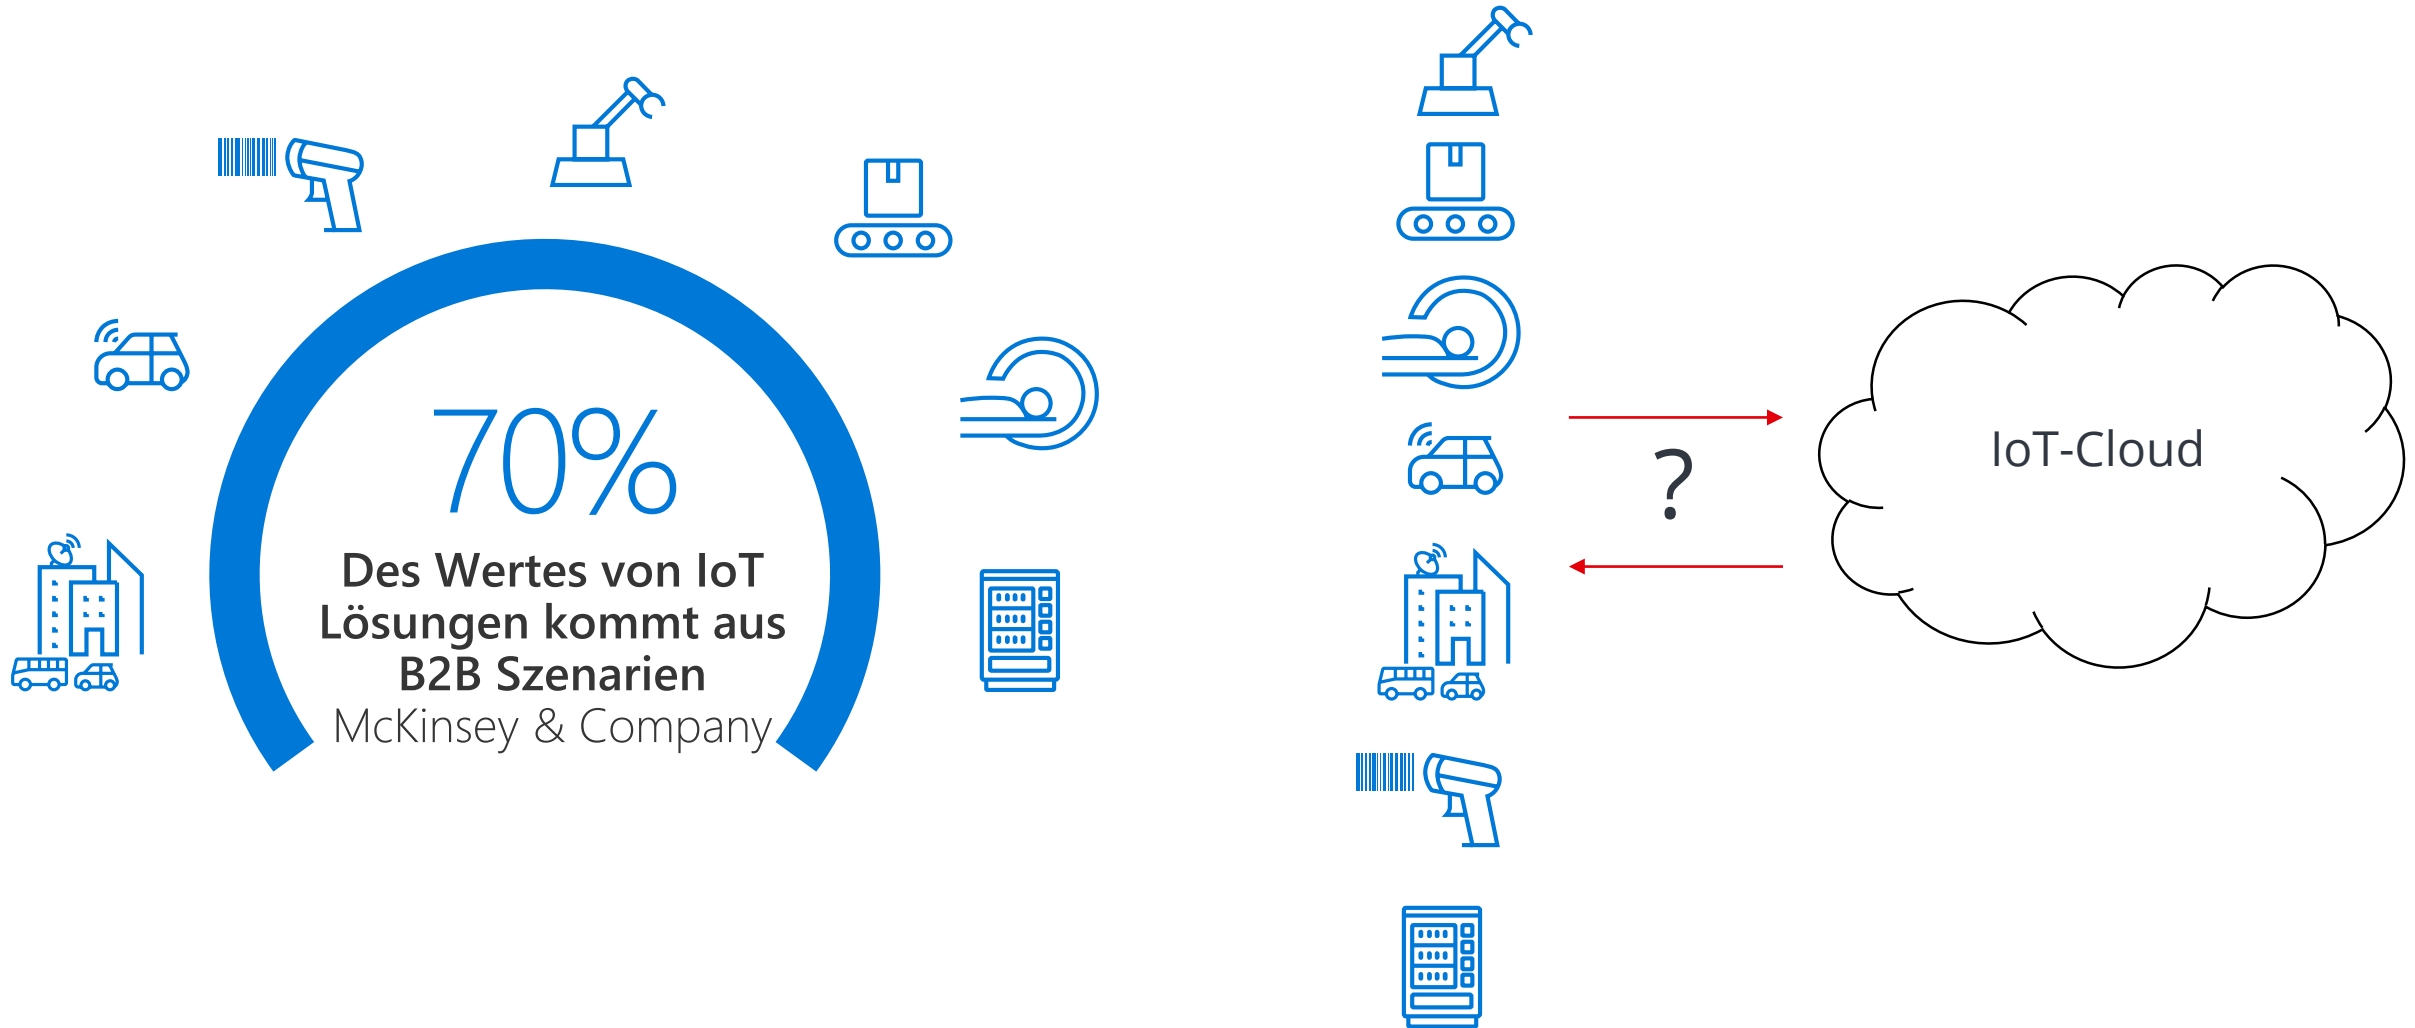 70%
Des Wertes von IoT
Lösungen kommt aus
B2B Szenarien
McKinsey & Company
?
IoT-Cloud